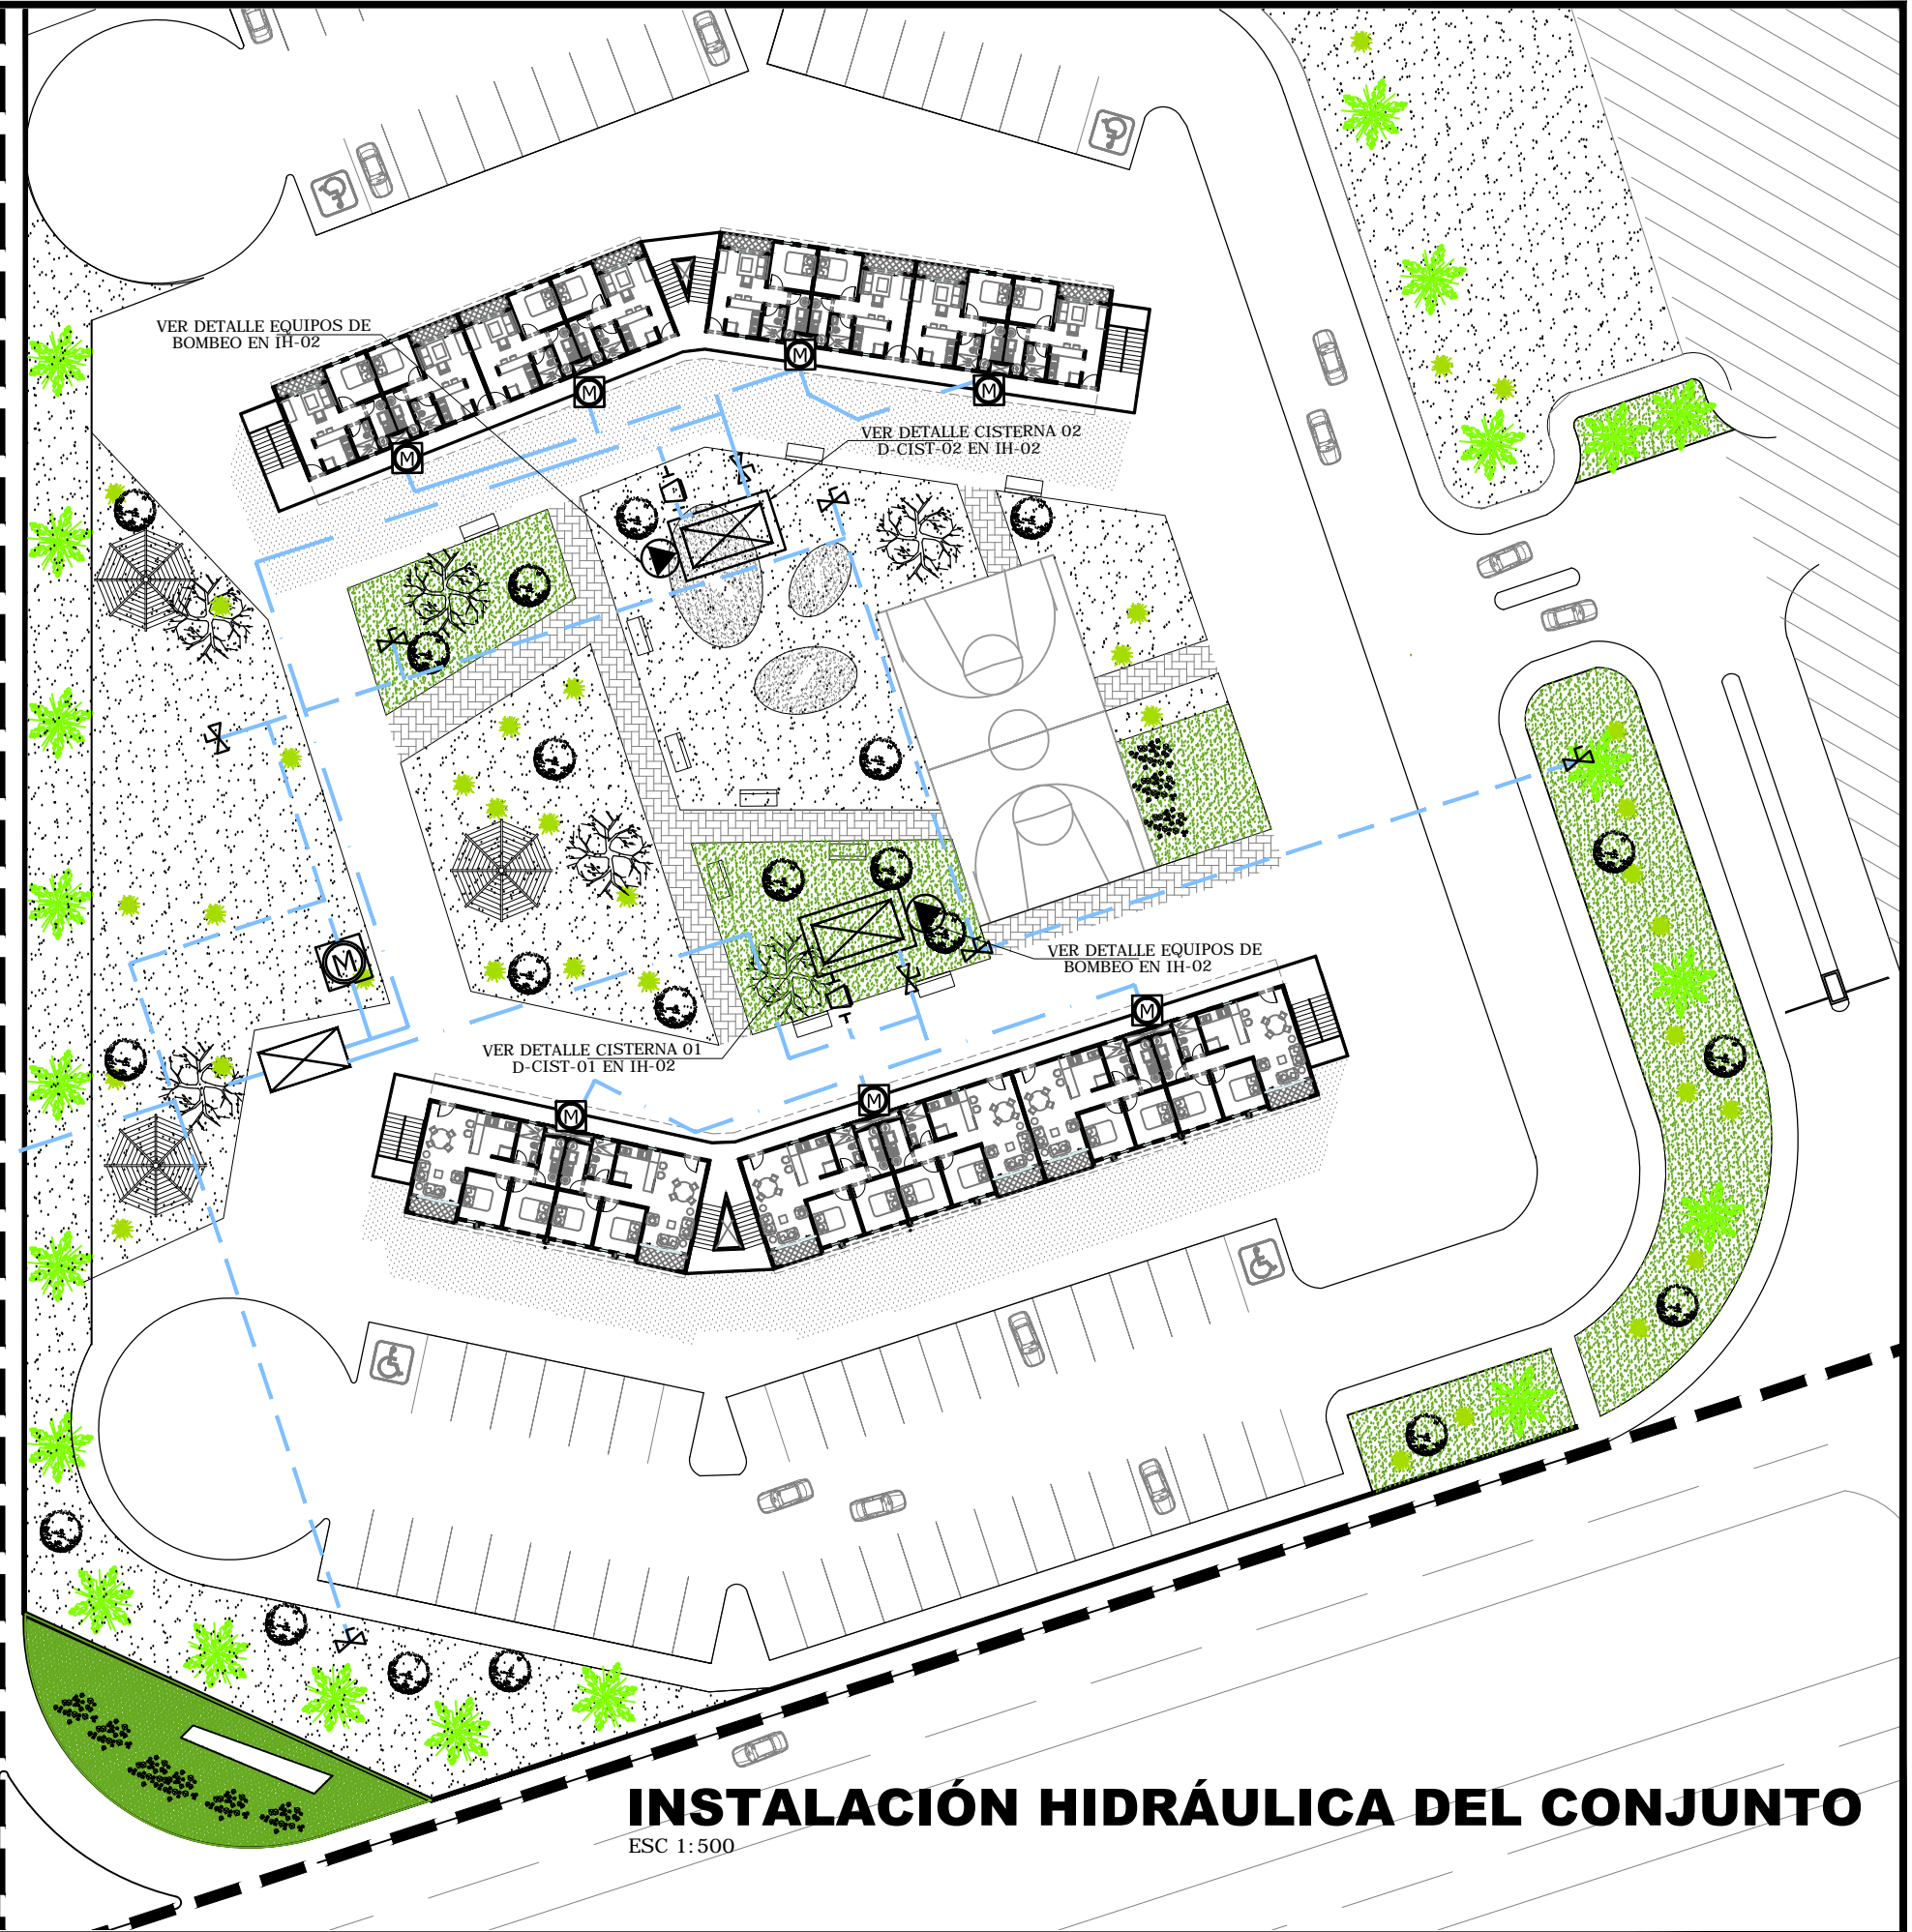 VER DETALLE EQUIPOS DE
BOMBEO EN IH-02
M
M
M
M
VER DETALLE CISTERNA 02
D-CIST-02 EN IH-02
M
VER DETALLE EQUIPOS DE
BOMBEO EN IH-02
M
VER DETALLE CISTERNA 01
D-CIST-01 EN IH-02
M
M
INSTALACIÓN HIDRÁULICA DEL CONJUNTO
ESC 1:500